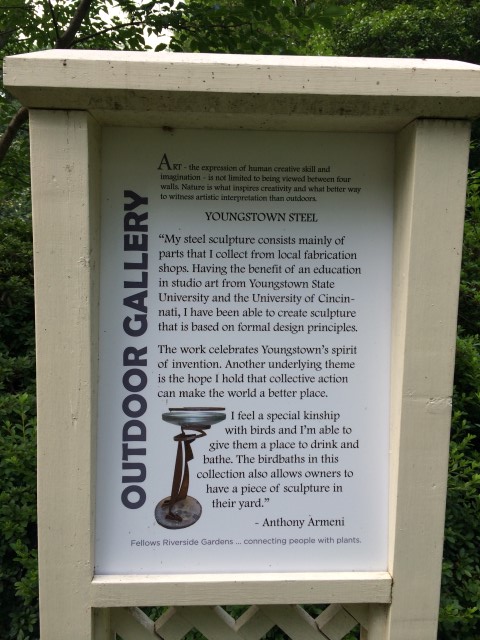 OUTDOOR GALLERY
ART - the expression of human creative skill and
imagination - is not limited to being viewed between four
walls. Nature is what inspires creativity and what better way
to witness artistic interpretation than outdoors.
YOUNGSTOWN STEEL
“My steel sculpture consists mainly of
parts that I collect from local fabrication
shops. Having the benefit of an education
in studio art from Youngstown State
University and the University of Cincin-
nati, I have been able to create sculpture
that is based on formal design principles.
The work celebrates Youngstown’s spirit
of invention. Another underlying theme
is the hope I hold that collective action
can make the world a better place.
I feel a special kinship
with birds and I’m able to
give them a place to drink and
bathe. The birdbaths in this
collection also allows owners to
have a piece of sculpture in
their yard.”
- Anthony Armeni
Fellows Riverside Gardens ... connecting people with plants.